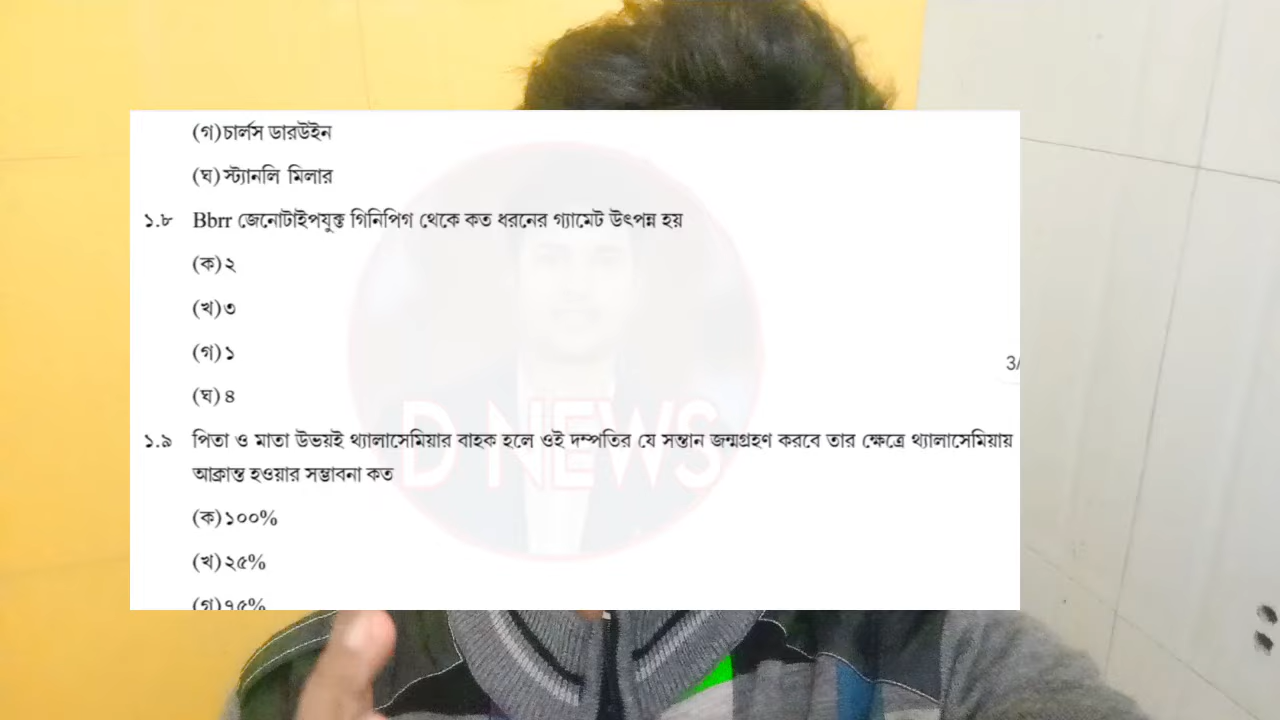 (গ) চার্লস ডারউইন
(ঘ) স্ট্যানলি মিলার
১.৮ Bbrr জেনোটাইপযুক্ত গিনিপিগ থেকে কত ধরনের গ্যামেট উৎপন্ন হয়
(ক) ২
(খ) ৩
(গ) ১
3/
(ঘ) ৪
১.৯ পিতা ও মাতা উভয়ই থ্যালাসেমিয়ার বাহক হলে ওই দম্পতির যে সন্তান জন্মগ্রহণ করবে তার ক্ষেত্রে থ্যালাসেমিয়ায়
আক্রান্ত হওয়ার সম্ভাবনা কত
D NEWS
(ক) ১০০%
(খ) ২৫%
(গ) ৭৫%